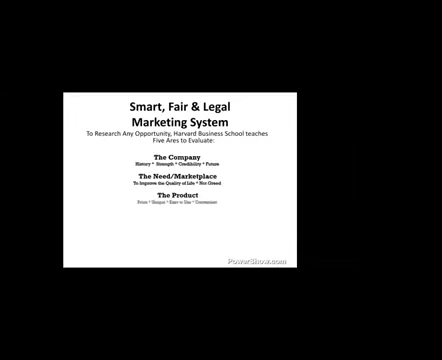 Smart, Fair & Legal
Marketing System
To Research Any Opportunity, Harvard Business School teaches
Five Ares to Evaluate:
The Company
History * Strength * Credibility * Future
The Need/Marketplace
To Improve the Quality of Life * Not Greed
The Product
Unique * Easy to Use * Consumable
PowerShow.com